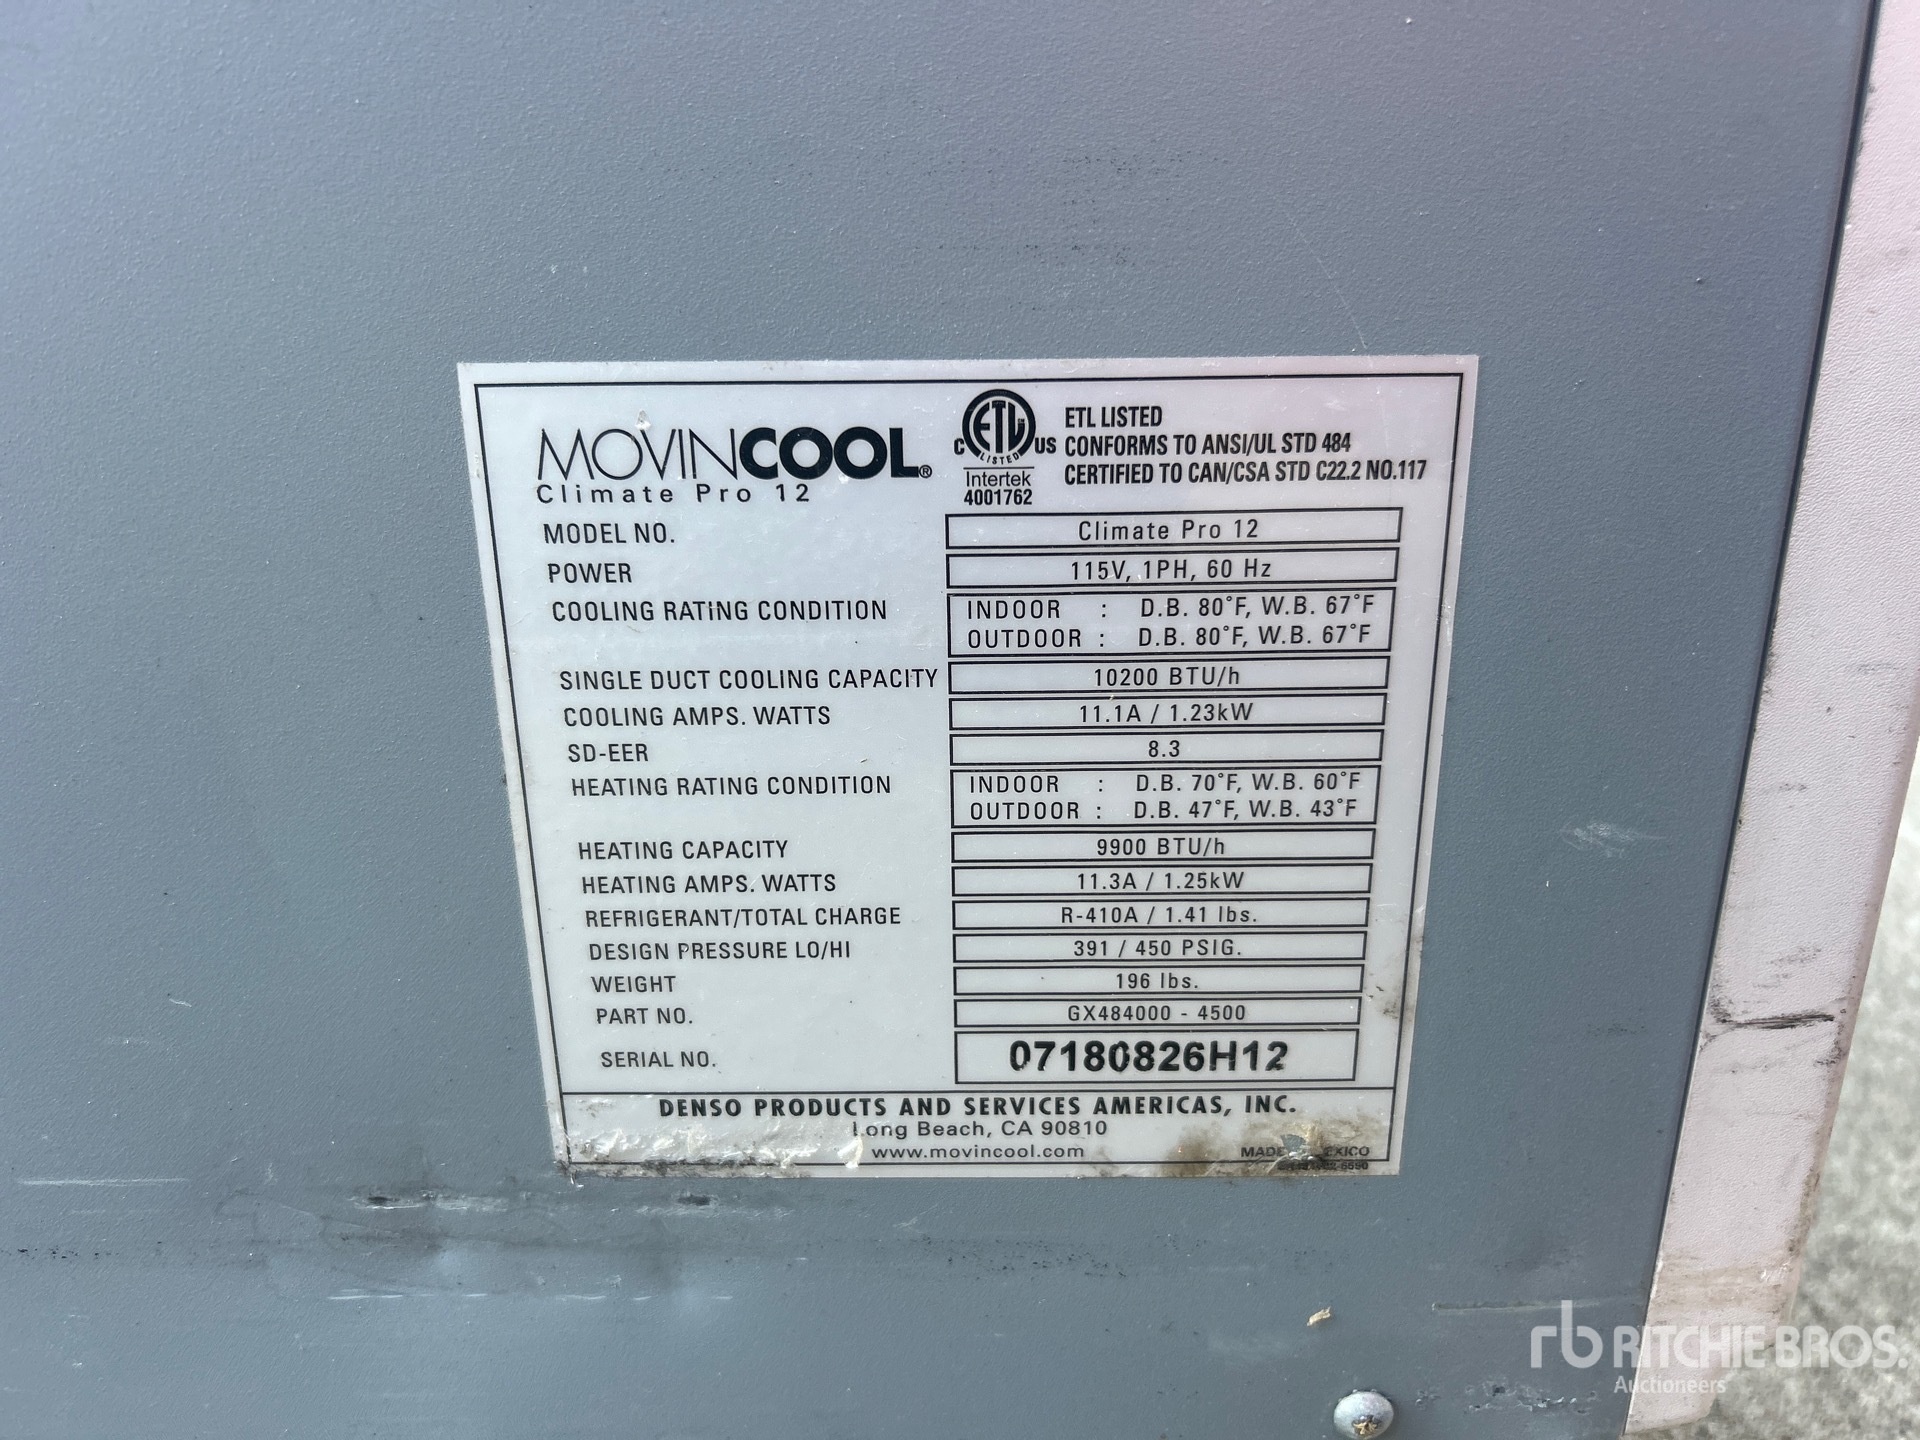 MOVINCOOL®
Climate Pro 12
C ETL US
LISTED
Intertek
4001762
ETL LISTED
CONFORMS TO ANSI/UL STD 484
CERTIFIED TO CAN/CSA STD C22.2 NO.117
MODEL NO. Climate Pro 12
POWER 115V, 1PH, 60 Hz
COOLING RATING CONDITION INDOOR : D.B. 80°F, W.B. 67°F
OUTDOOR : D.B. 80°F, W.B. 67°F
SINGLE DUCT COOLING CAPACITY 10200 BTU/h
COOLING AMPS. WATTS 11.1A / 1.23kW
SD-EER 8.3
HEATING RATING CONDITION INDOOR : D.B. 70°F, W.B. 60°F
OUTDOOR : D.B. 47°F, W.B. 43°F
HEATING CAPACITY 9900 BTU/h
HEATING AMPS. WATTS 11.3A / 1.25kW
REFRIGERANT/TOTAL CHARGE R-410A / 1.41 lbs.
DESIGN PRESSURE LO/HI 391 / 450 PSIG.
WEIGHT 196 lbs.
PART NO. GX484000 - 4500
SERIAL NO. 07180826H12
DENSO PRODUCTS AND SERVICES AMERICAS, INC.
Long Beach, CA 90810
www.movincool.com
MADE EXICO
rb RITCHIE BROS.
Auctioneers